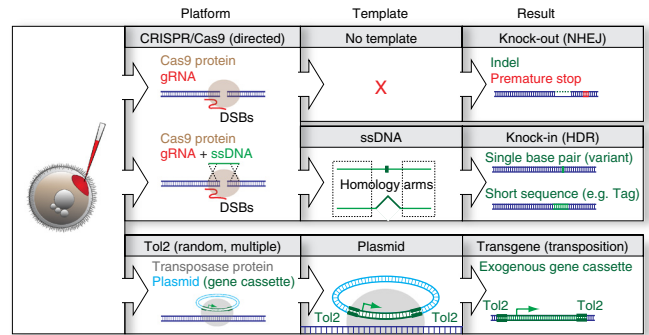 Platform
Template
Result
CRISPR/Cas9 (directed)
No template
Knock-out (NHEJ)
Cas9 protein
gRNA
DSBs
X
Indel
Premature stop
Cas9 protein
gRNA + ssDNA
DSBs
ssDNA
Homology arms
Knock-in (HDR)
Single base pair (variant)
Short sequence (e.g. Tag)
Tol2 (random, multiple)
Plasmid
Transgene (transposition)
Transposase protein
Plasmid (gene cassette)
Tol2 Tol2
Exogenous gene cassette
Tol2 Tol2